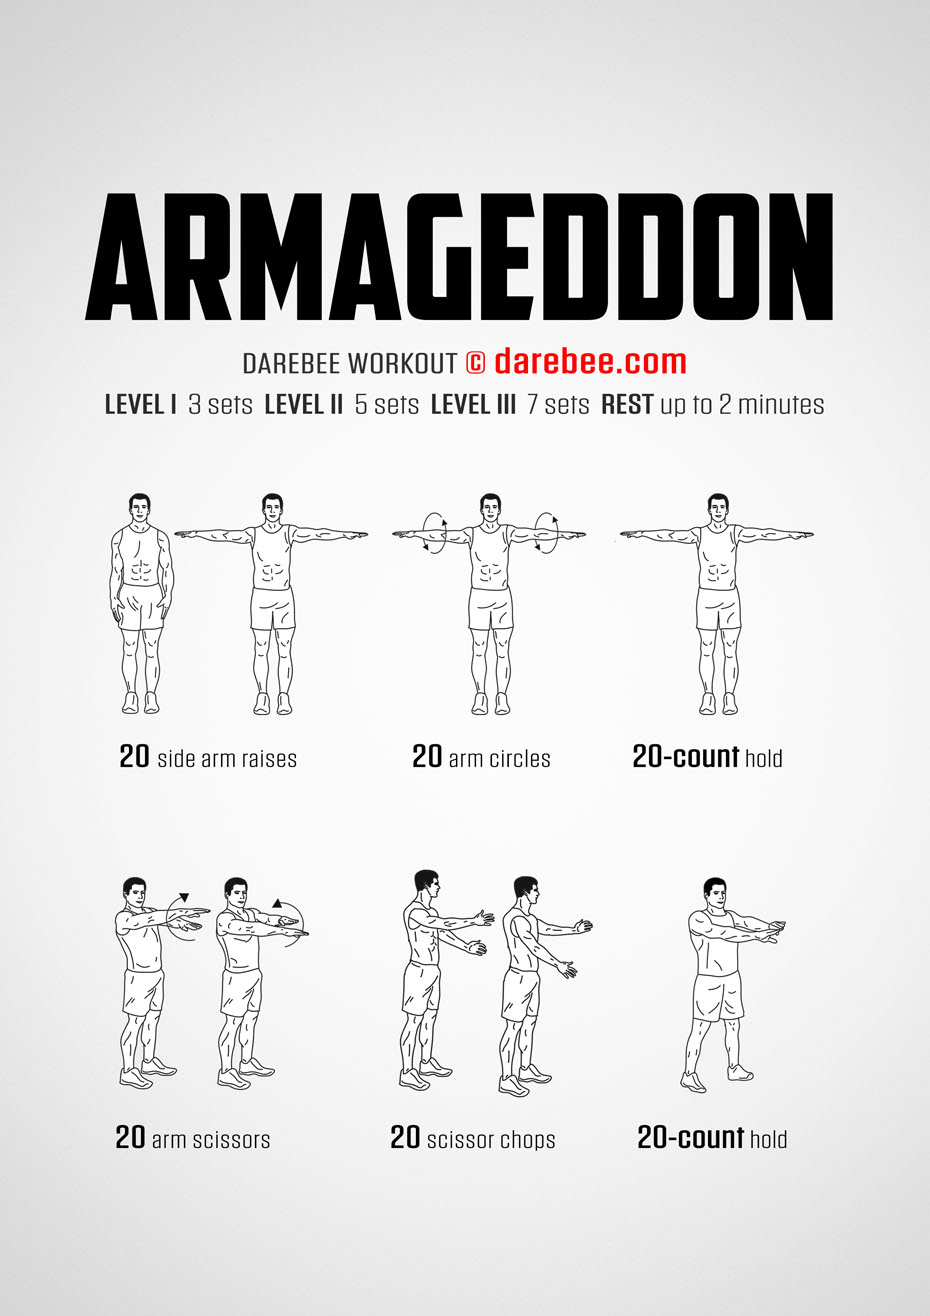 ARMAGEDDON
DAREBEE WORKOUT © darebee.com
LEVEL I 3 sets LEVEL II 5 sets LEVEL III 7 sets REST up to 2 minutes
20 side arm raises
20 arm circles
20-count hold
20 arm scissors
20 scissor chops
20-count hold